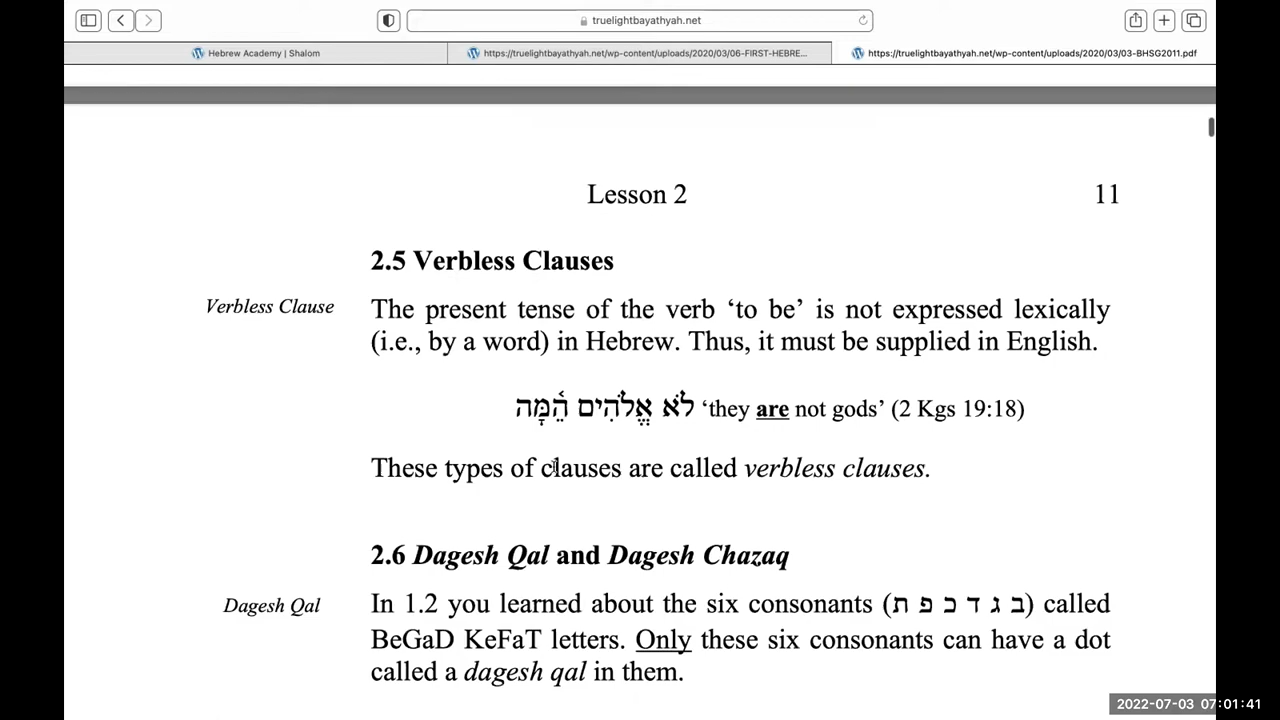 truelightbayathyah.net
Hebrew Academy | Shalom
https://truelightbayathyah.net/wp-content/uploads/2020/03/06-FIRST-HEBRE...
https://truelightbayathyah.net/wp-content/uploads/2020/03/03-BHSG2011.pdf
Lesson 2 11
2.5 Verbless Clauses
Verbless Clause The present tense of the verb ‘to be’ is not expressed lexically
(i.e., by a word) in Hebrew. Thus, it must be supplied in English.
לֹא אֱלֹהִים הֵ֫מָּה ‘they are not gods’ (2 Kgs 19:18)
These types of clauses are called verbless clauses.
2.6 Dagesh Qal and Dagesh Chazaq
Dagesh Qal In 1.2 you learned about the six consonants (ב ג ד כ פ ת) called
BeGaD KeFaT letters. Only these six consonants can have a dot
called a dagesh qal in them.
2022-07-03 07:01:41